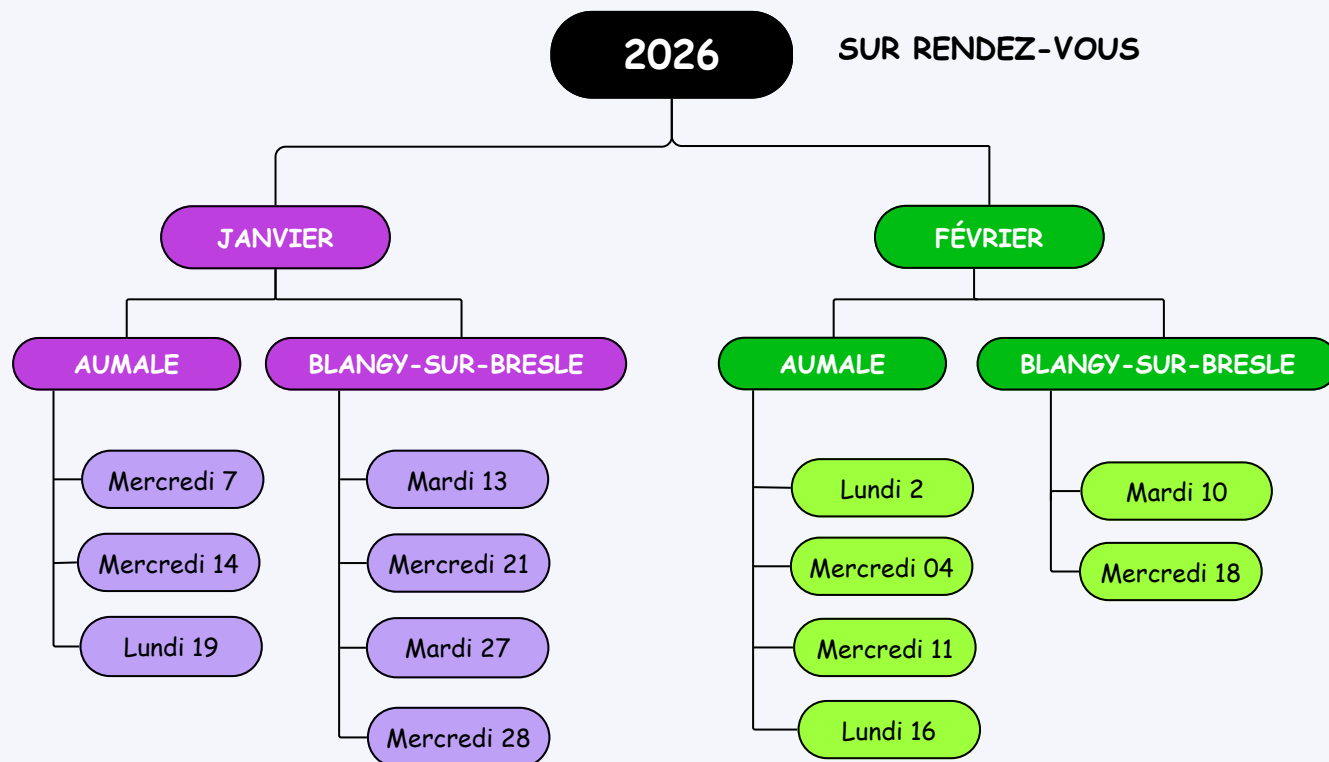 2026
SUR RENDEZ-VOUS
JANVIER
AUMALE
Mercredi 7
Mercredi 14
Lundi 19
BLANGY-SUR-BRESLE
Mardi 13
Mercredi 21
Mardi 27
Mercredi 28
FÉVRIER
AUMALE
Lundi 2
Mercredi 04
Mercredi 11
Lundi 16
BLANGY-SUR-BRESLE
Mardi 10
Mercredi 18